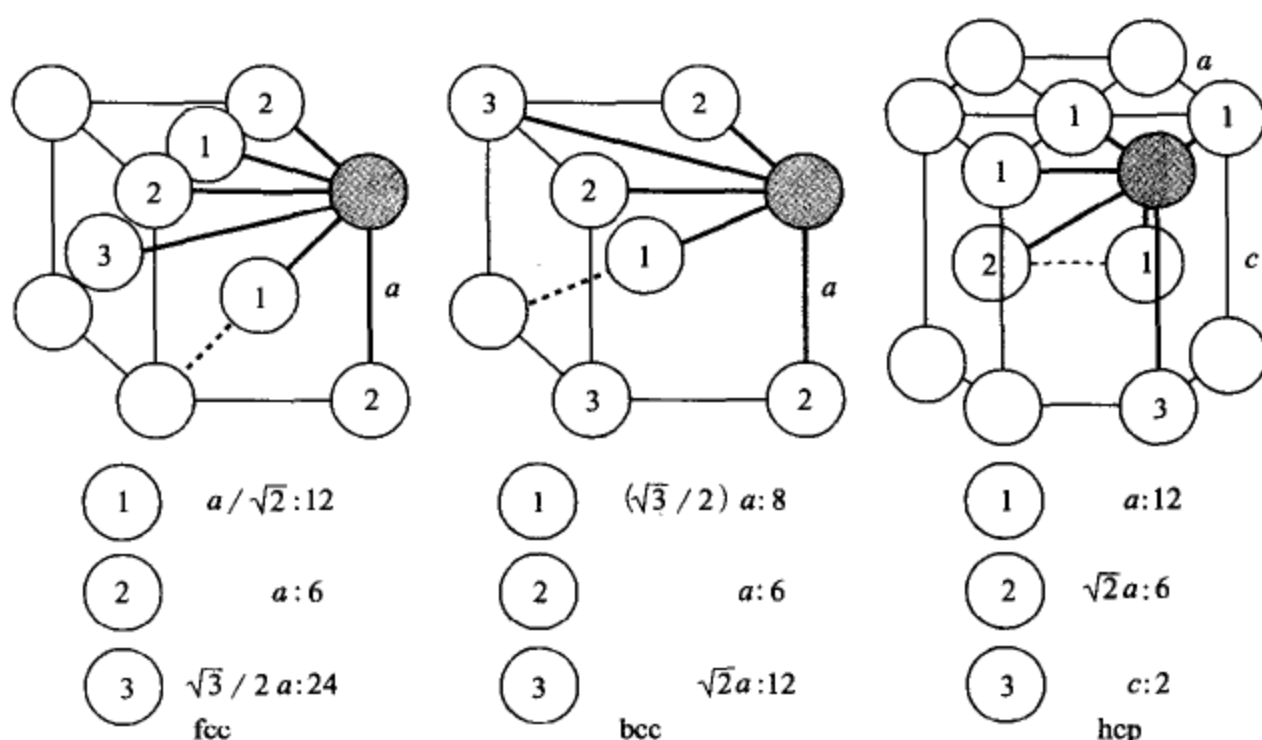 2 3 2 a
1 1 1
2 2 1
3 1 1 2 1
a a c
2 3 2 3
1 a/√2:12 1 (√3/2) a:8 1 a:12
2 a:6 2 a:6 2 √2a:6
3 √3/2 a:24 3 √2a:12 3 c:2
fcc bcc hcp